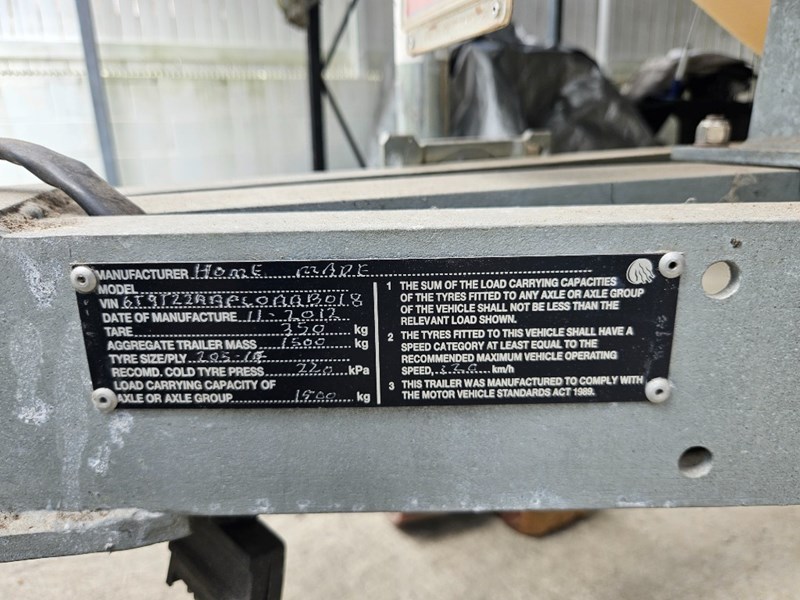 MANUFACTURER HOME MADE
MODEL
VIN
DATE OF MANUFACTURE 11-2012
TARE 350 kg
AGGREGATE TRAILER MASS 1500 kg
TYRE SIZE/PLY
RECOMD. COLD TYRE PRESS 220 kPa
LOAD CARRYING CAPACITY OF
AXLE OR AXLE GROUP kg
1 THE SUM OF THE LOAD CARRYING CAPACITIES
OF THE TYRES FITTED TO ANY AXLE OR AXLE GROUP
OF THE VEHICLE SHALL NOT BE LESS THAN THE
RELEVANT LOAD SHOWN.
2 THE TYRES FITTED TO THIS VEHICLE SHALL HAVE A
SPEED CATEGORY AT LEAST EQUAL TO THE
RECOMMENDED MAXIMUM VEHICLE OPERATING
SPEED, km/h
3 THIS TRAILER WAS MANUFACTURED TO COMPLY WITH
THE MOTOR VEHICLE STANDARDS ACT 1989.